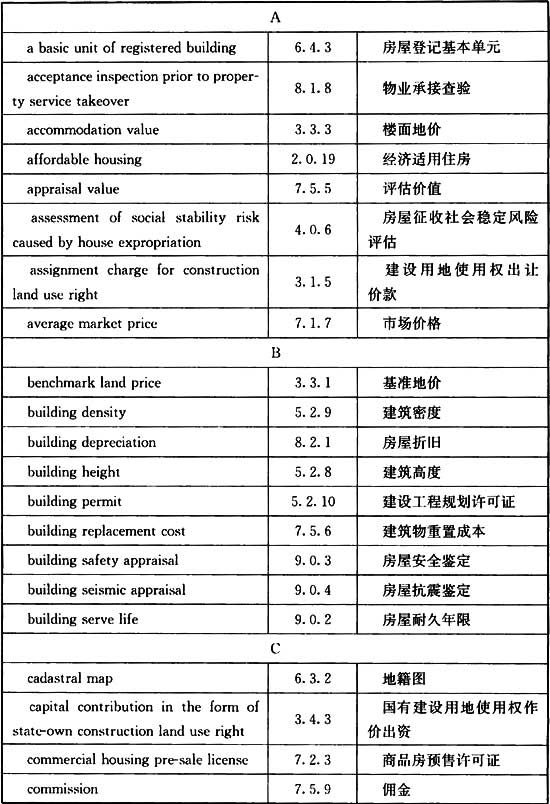 A
a basic unit of registered building 6.4.3 房屋登记基本单元
acceptance inspection prior to proper-
ty service takeover 8.1.8 物业承接查验
accommodation value 3.3.3 楼面地价
affordable housing 2.0.19 经济适用住房
appraisal value 7.5.5 评估价值
assessment of social stability risk
caused by house expropriation 4.0.6 房屋征收社会稳定风险
评估
assignment charge for construction
land use right 3.1.5 建设用地使用权出让
价款
average market price 7.1.7 市场价格
B
benchmark land price 3.3.1 基准地价
building density 5.2.9 建筑密度
building depreciation 8.2.1 房屋折旧
building height 5.2.8 建筑高度
building permit 5.2.10 建设工程规划许可证
building replacement cost 7.5.6 建筑物重置成本
building safety appraisal 9.0.3 房屋安全鉴定
building seismic appraisal 9.0.4 房屋抗震鉴定
building serve life 9.0.2 房屋耐久年限
C
cadastral map 6.3.2 地籍图
capital contribution in the form of
state-own construction land use right 3.4.3 国有建设用地使用权作
价出资
commercial housing pre-sale license 7.2.3 商品房预售许可证
commission 7.5.9 佣金